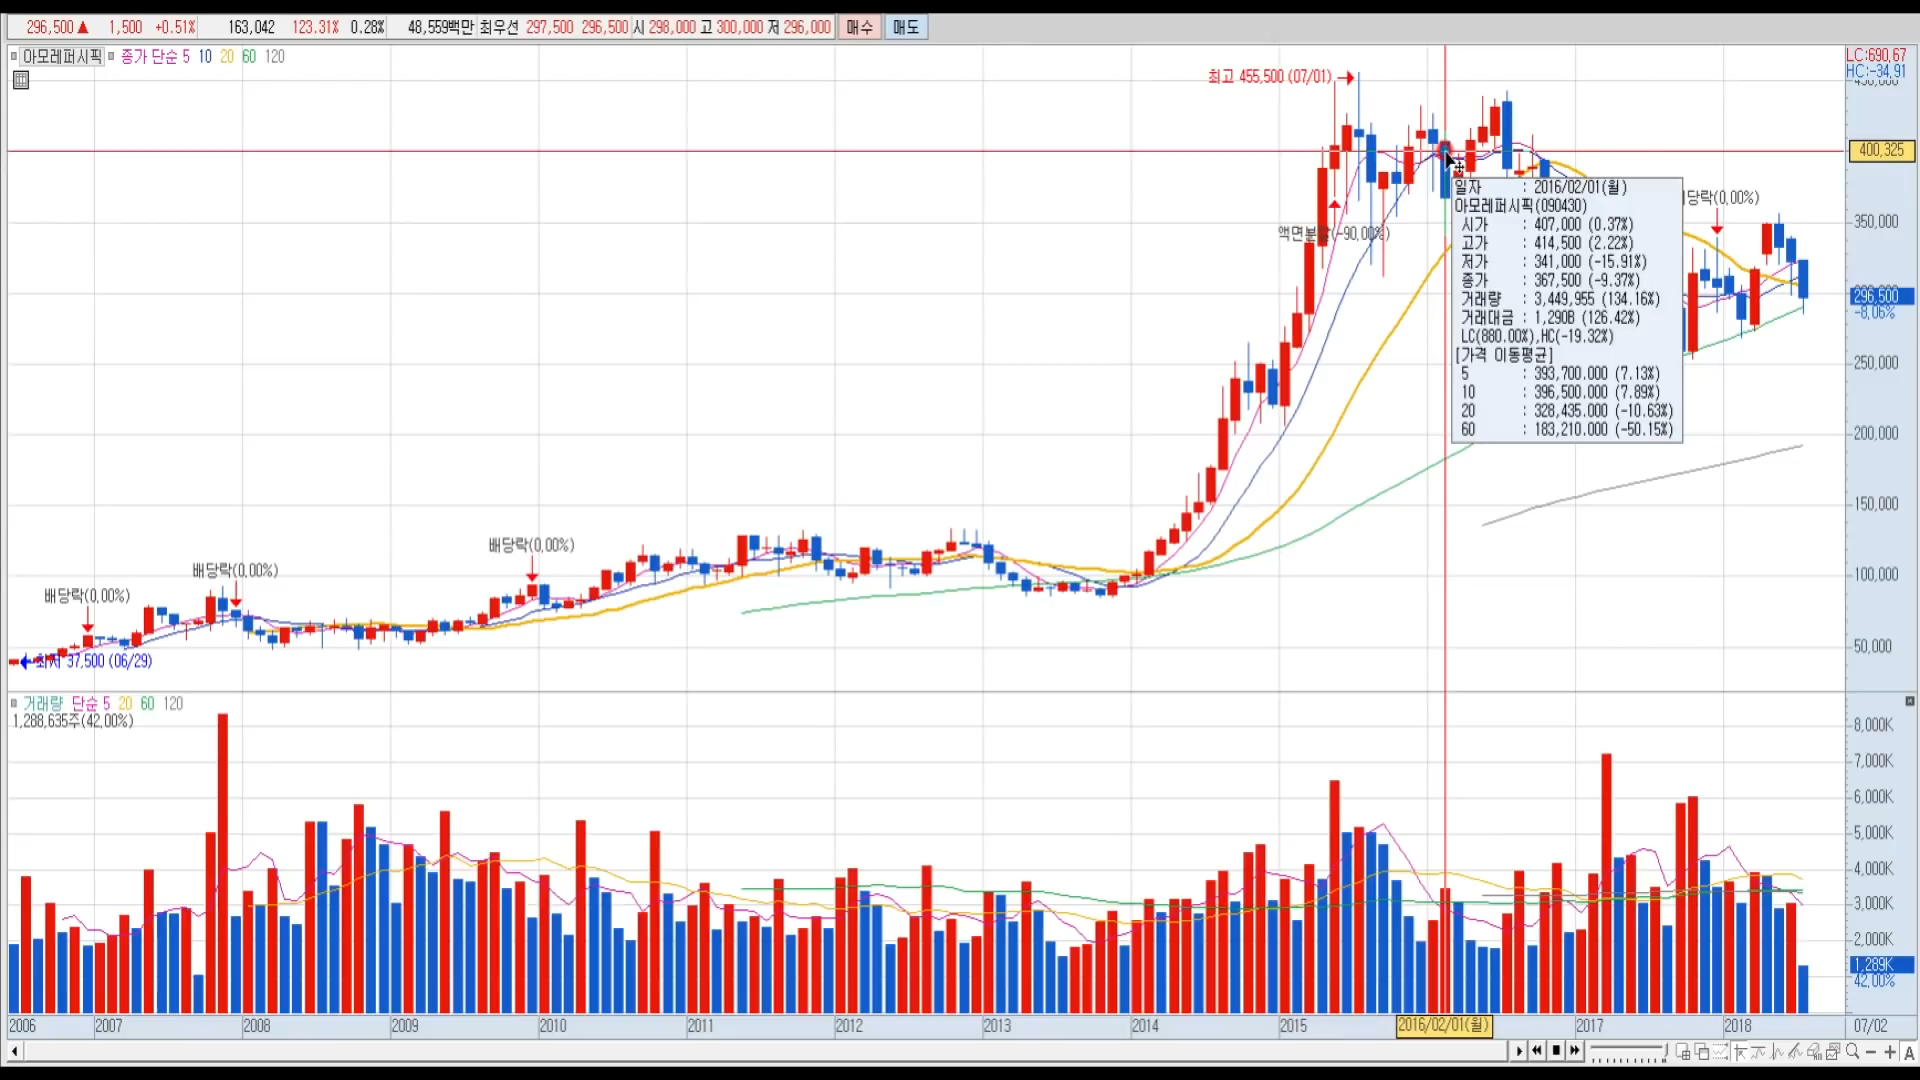 296,500 ▲ 1,500 +0.51% 163,042 123.31% 0.28% 48,559백만 최우선 297,500 296,500 시 298,000 고 300,000 저 296,000 매수 매도
아모레퍼시픽 종가 단순 5 10 20 60 120
LC:690.67
HC:-34.91
최고 455,500 (07/01)
400,325
350,000
296,500
-8.06%
250,000
200,000
150,000
100,000
50,000
액면분할(-90.00%)
당락(0.00%)
배당락(0.00%)
배당락(0.00%)
배당락(0.00%)
최저 37,500 (06/29)
일자 : 2016/02/01(월)
아모레퍼시픽(090430)
시가 : 407,000 (0.37%)
고가 : 414,500 (2.22%)
저가 : 341,000 (-15.91%)
종가 : 367,500 (-9.37%)
거래량 : 3,449,955 (134.16%)
거래대금 : 1,290B (126.42%)
LC(880.00%),HC(-19.32%)
[가격 이동평균]
5 : 393,700.000 (7.13%)
10 : 396,500.000 (7.89%)
20 : 328,435.000 (-10.63%)
60 : 183,210.000 (-50.15%)
거래량 단순 5 20 60 120
1,288,635주(42.00%)
8,000K
7,000K
6,000K
5,000K
4,000K
3,000K
2,000K
1,289K
42.00%
2006 2007 2008 2009 2010 2011 2012 2013 2014 2015 2016/02/01(월) 2017 2018 07/02
A